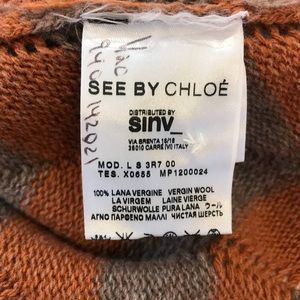 SEE BY CHLOÉ
DISTRIBUTED BY
sinv_
VIA BRENTA 16/18
36010 CARRE' (VI) ITALY
MOD. L S 3R7 00
TES. X0655 MP1200024
100% LANA VERGINE VERGIN WOOL
LA VIRGEM LAINE VIERGE
SCHURWOLLE PURA LANA ウール
ΑΓΝΟ ΠΑΡΘΕΝΟ ΜΑΛΛΙ ЧИСТАЯ ШЕРСТЬ